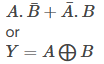 A.B̄ + Ā.B
or
Y = A ⨁ B